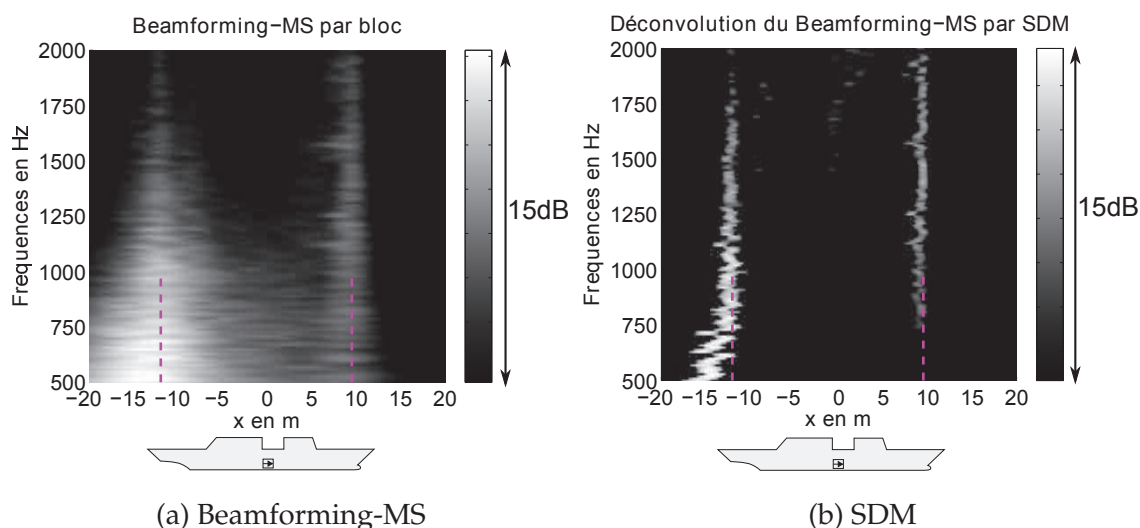 Beamforming−MS par bloc
Frequences en Hz
2000
1750
1500
1250
1000
750
500
−20 −15 −10 −5 0 5 10 15 20
x en m
15dB
(a) Beamforming-MS
Déconvolution du Beamforming−MS par SDM
Frequences en Hz
2000
1750
1500
1250
1000
750
500
−20 −15 −10 −5 0 5 10 15 20
x en m
15dB
(b) SDM